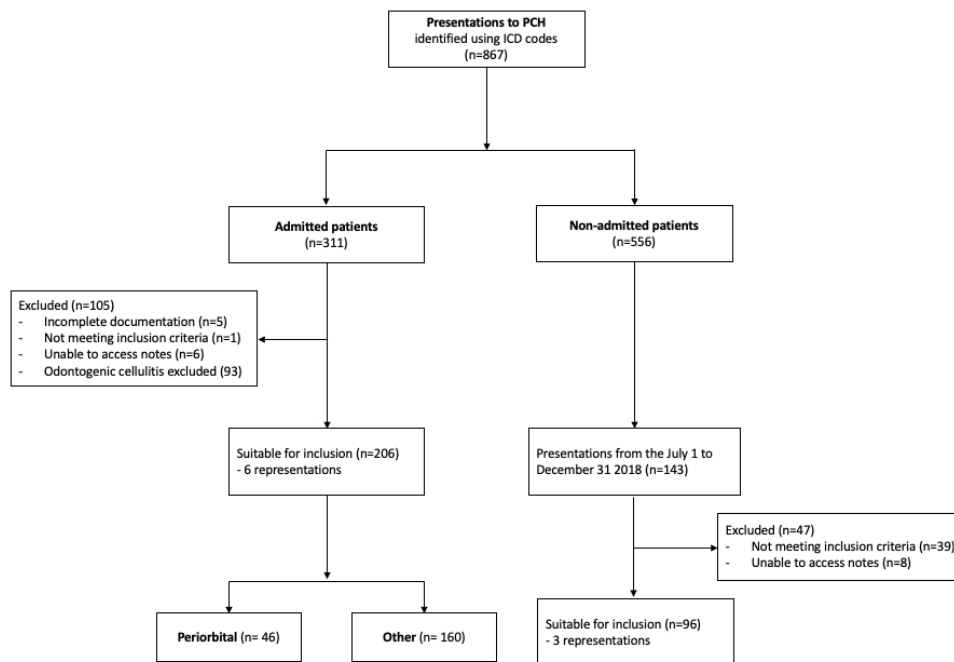 Presentations to PCH
identified using ICD codes
(n=867)
Admitted patients
(n=311)
Non-admitted patients
(n=556)
Excluded (n=105)
- Incomplete documentation (n=5)
- Not meeting inclusion criteria (n=1)
- Unable to access notes (n=6)
- Odontogenic cellulitis excluded (93)
Suitable for inclusion (n=206)
- 6 representations
Presentations from the July 1 to
December 31 2018 (n=143)
Excluded (n=47)
- Not meeting inclusion criteria (n=39)
- Unable to access notes (n=8)
Periorbital (n= 46)
Other (n= 160)
Suitable for inclusion (n=96)
- 3 representations